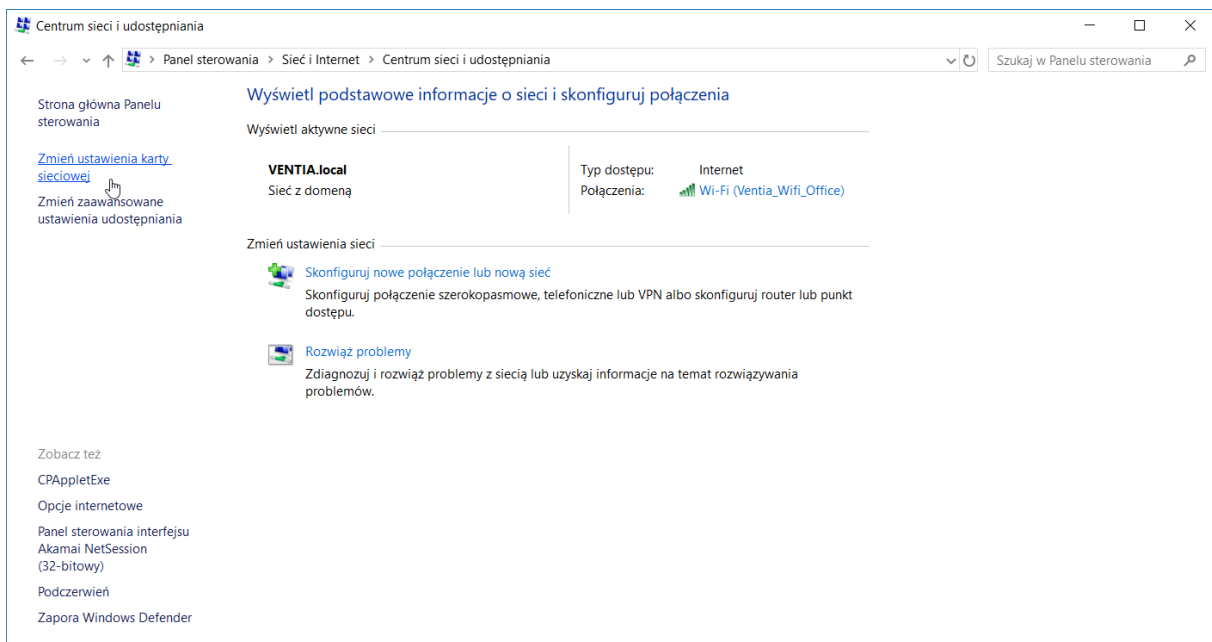 Centrum sieci i udostępniania
Panel sterowania > Sieć i Internet > Centrum sieci i udostępniania
Szukaj w Panelu sterowania
Strona główna Panelu
sterowania
Zmień ustawienia karty
sieciowej
Zmień zaawansowane
ustawienia udostępniania
Wyświetl podstawowe informacje o sieci i skonfiguruj połączenia
Wyświetl aktywne sieci
VENTIA.local
Sieć z domeną
Typ dostępu: Internet
Połączenia: Wi-Fi (Ventia_Wifi_Office)
Zmień ustawienia sieci
Skonfiguruj nowe połączenie lub nową sieć
Skonfiguruj połączenie szerokopasmowe, telefoniczne lub VPN albo skonfiguruj router lub punkt
dostępu.
Rozwiąż problemy
Zdiagnozuj i rozwiąż problemy z siecią lub uzyskaj informacje na temat rozwiązywania
problemów.
Zobacz też
CPAppletExe
Opcje internetowe
Panel sterowania interfejsu
Akamai NetSession
(32-bitowy)
Podczerwień
Zapora Windows Defender